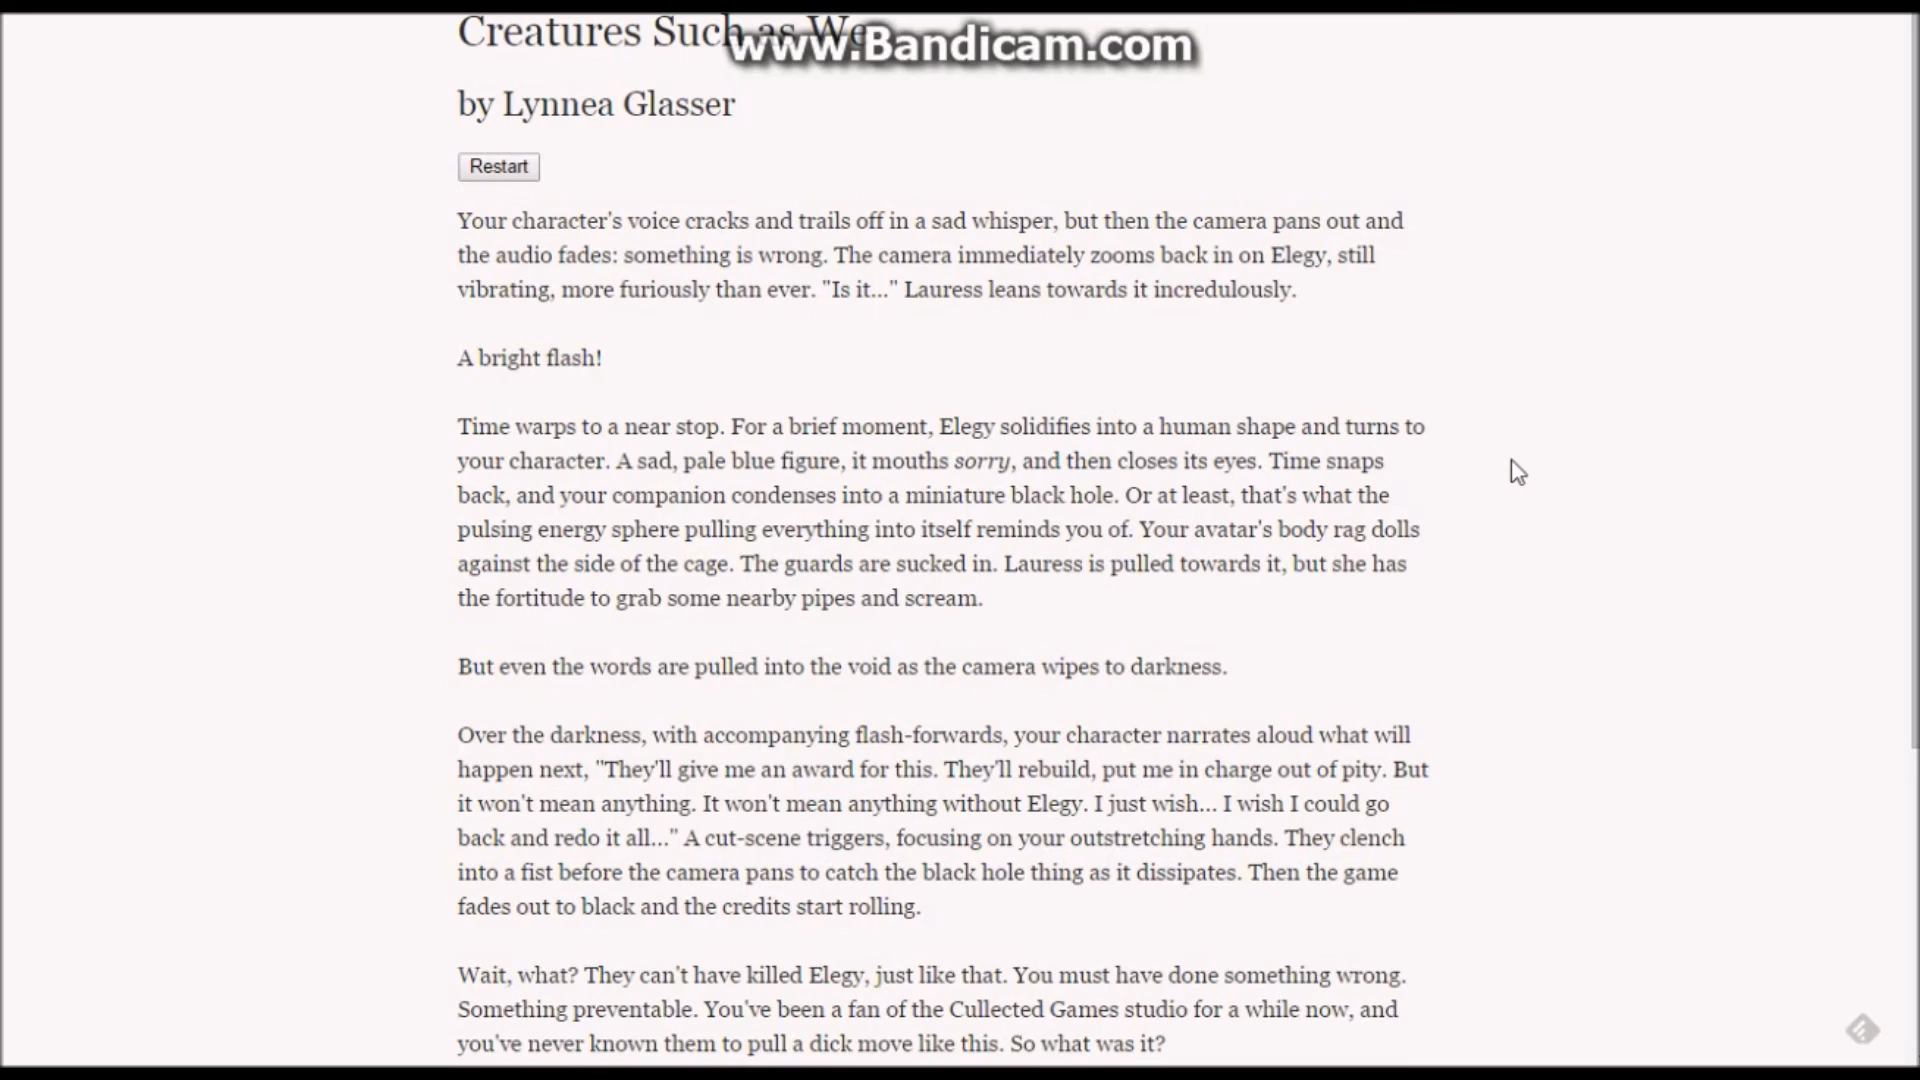 Creatures Such as We
www.Bandicam.com
by Lynnea Glasser
Restart
Your character's voice cracks and trails off in a sad whisper, but then the camera pans out and
the audio fades: something is wrong. The camera immediately zooms back in on Elegy, still
vibrating, more furiously than ever. "Is it..." Lauress leans towards it incredulously.
A bright flash!
Time warps to a near stop. For a brief moment, Elegy solidifies into a human shape and turns to
your character. A sad, pale blue figure, it mouths sorry, and then closes its eyes. Time snaps
back, and your companion condenses into a miniature black hole. Or at least, that's what the
pulsing energy sphere pulling everything into itself reminds you of. Your avatar's body rag dolls
against the side of the cage. The guards are sucked in. Lauress is pulled towards it, but she has
the fortitude to grab some nearby pipes and scream.
But even the words are pulled into the void as the camera wipes to darkness.
Over the darkness, with accompanying flash-forwards, your character narrates aloud what will
happen next, "They'll give me an award for this. They'll rebuild, put me in charge out of pity. But
it won't mean anything. It won't mean anything without Elegy. I just wish... I wish I could go
back and redo it all..." A cut-scene triggers, focusing on your outstretching hands. They clench
into a fist before the camera pans to catch the black hole thing as it dissipates. Then the game
fades out to black and the credits start rolling.
Wait, what? They can't have killed Elegy, just like that. You must have done something wrong.
Something preventable. You've been a fan of the Cullected Games studio for a while now, and
you've never known them to pull a dick move like this. So what was it?